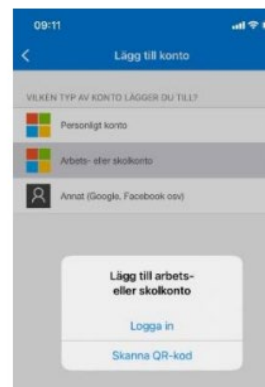 09:11
Lägg till konto
VILKEN TYP AV KONTO LÄGGER DU TILL?
Personligt konto
Arbets- eller skolkonto
Annat (Google, Facebook osv)
Lägg till arbets-
eller skolkonto
Logga in
Skanna QR-kod